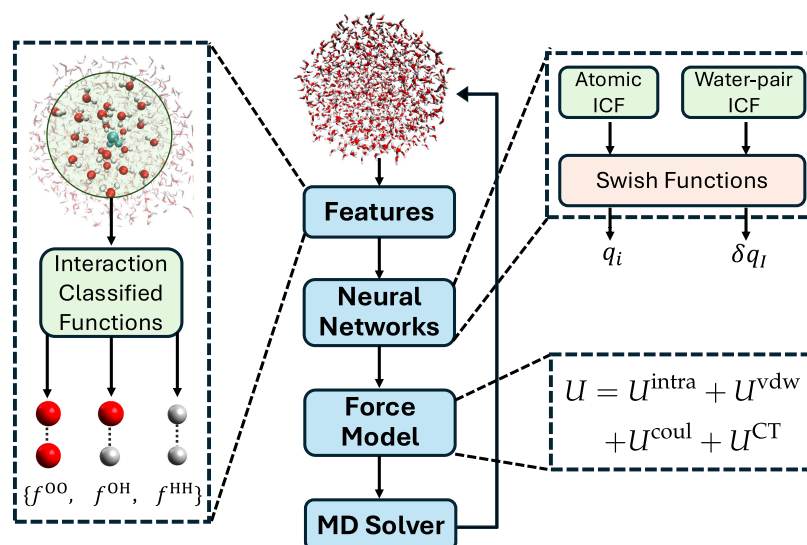 Interaction
Classified
Functions
{f^OO, f^OH, f^HH}
Features
Neural
Networks
Force
Model
MD Solver
Atomic
ICF
Water-pair
ICF
Swish Functions
q_i
δq_I
U = U^intra + U^vdw
+U^coul + U^CT